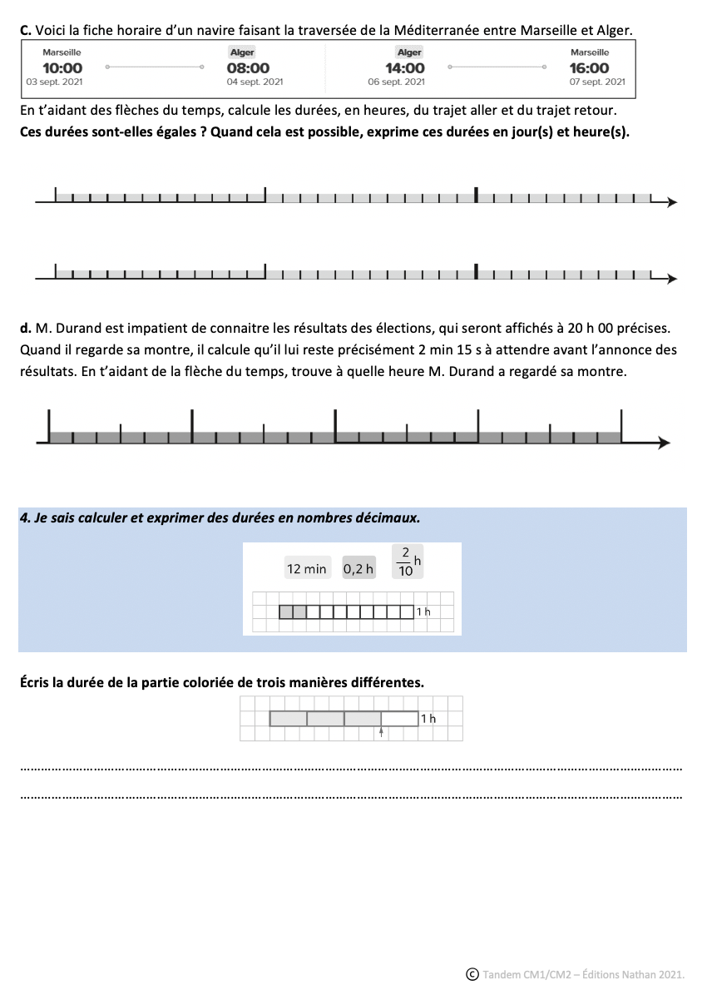 C. Voici la fiche horaire d’un navire faisant la traversée de la Méditerranée entre Marseille et Alger.
Marseille Alger Alger Marseille
10:00 08:00 14:00 16:00
03 sept. 2021 04 sept. 2021 06 sept. 2021 07 sept. 2021
En t’aidant des flèches du temps, calcule les durées, en heures, du trajet aller et du trajet retour.
Ces durées sont-elles égales ? Quand cela est possible, exprime ces durées en jour(s) et heure(s).
d. M. Durand est impatient de connaitre les résultats des élections, qui seront affichés à 20 h 00 précises.
Quand il regarde sa montre, il calcule qu’il lui reste précisément 2 min 15 s à attendre avant l’annonce des
résultats. En t’aidant de la flèche du temps, trouve à quelle heure M. Durand a regardé sa montre.
4. Je sais calculer et exprimer des durées en nombres décimaux.
12 min 0,2 h 2/10 h
1 h
Écris la durée de la partie coloriée de trois manières différentes.
1 h
© Tandem CM1/CM2 – Éditions Nathan 2021.